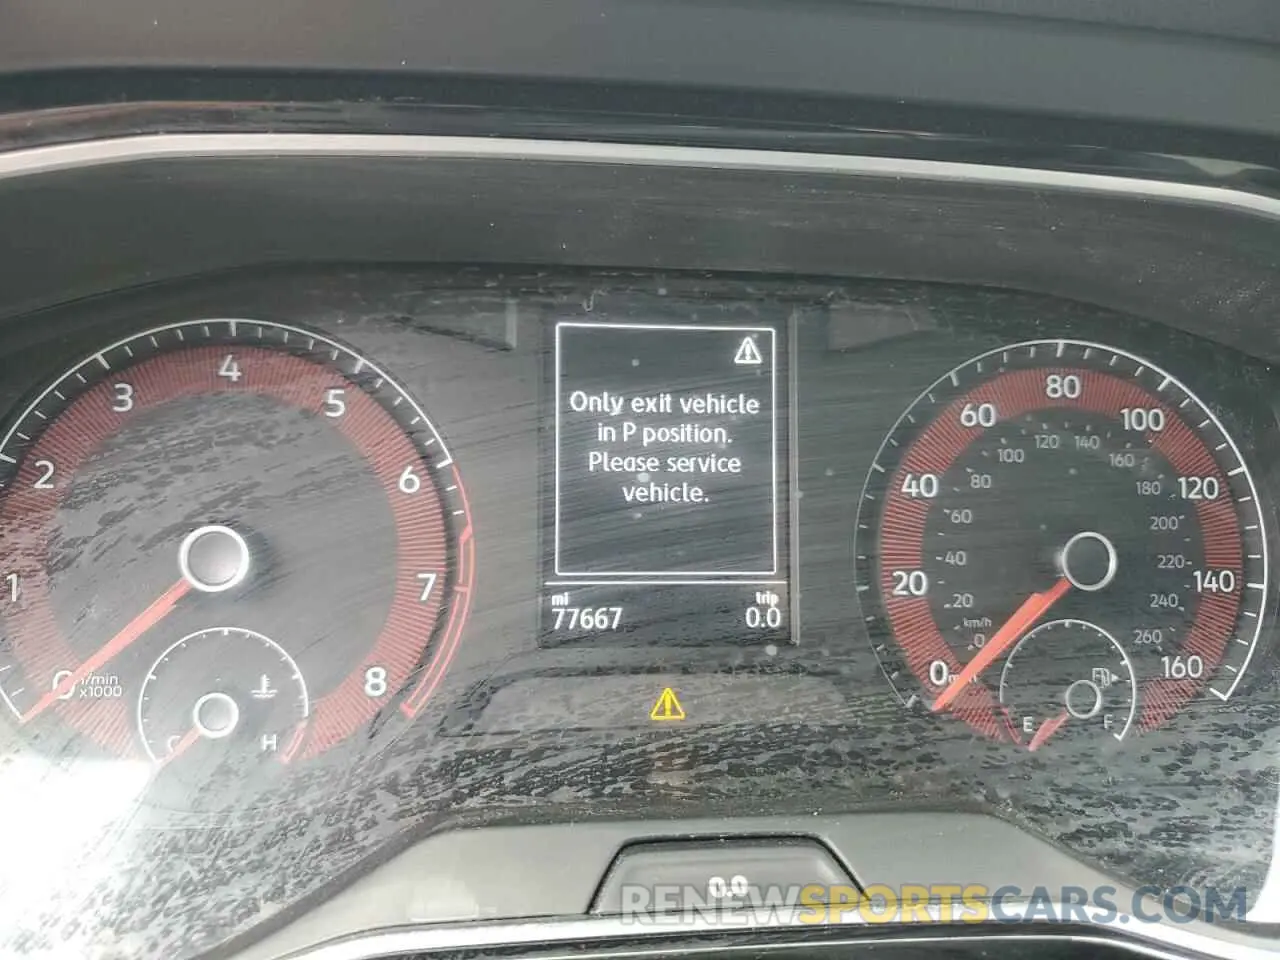 Only exit vehicle
in P position.
Please service
vehicle.
mi
77667
trip
0.0
0 1 2 3 4 5 6 7 8
x1000
H
0 20 40 60 80 100 120 140 160
km/h
0 20 40 60 80 100 120 140 160 180 200 220 240 260
E F
0.0
RENEWSPORTSCARS.COM